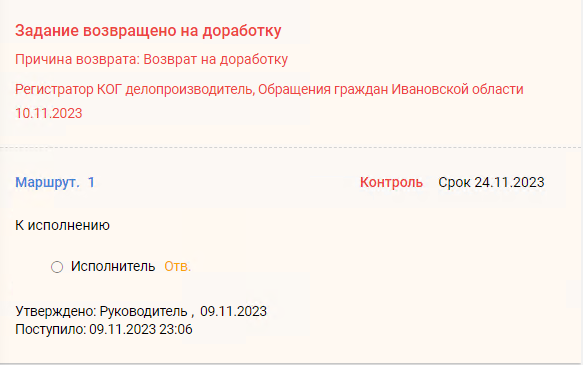 Задание возвращено на доработку
Причина возврата: Возврат на доработку
Регистратор КОГ делопроизводитель, Обращения граждан Ивановской области
10.11.2023
Маршрут. 1 Контроль Срок 24.11.2023
К исполнению
Исполнитель Отв.
Утверждено: Руководитель , 09.11.2023
Поступило: 09.11.2023 23:06